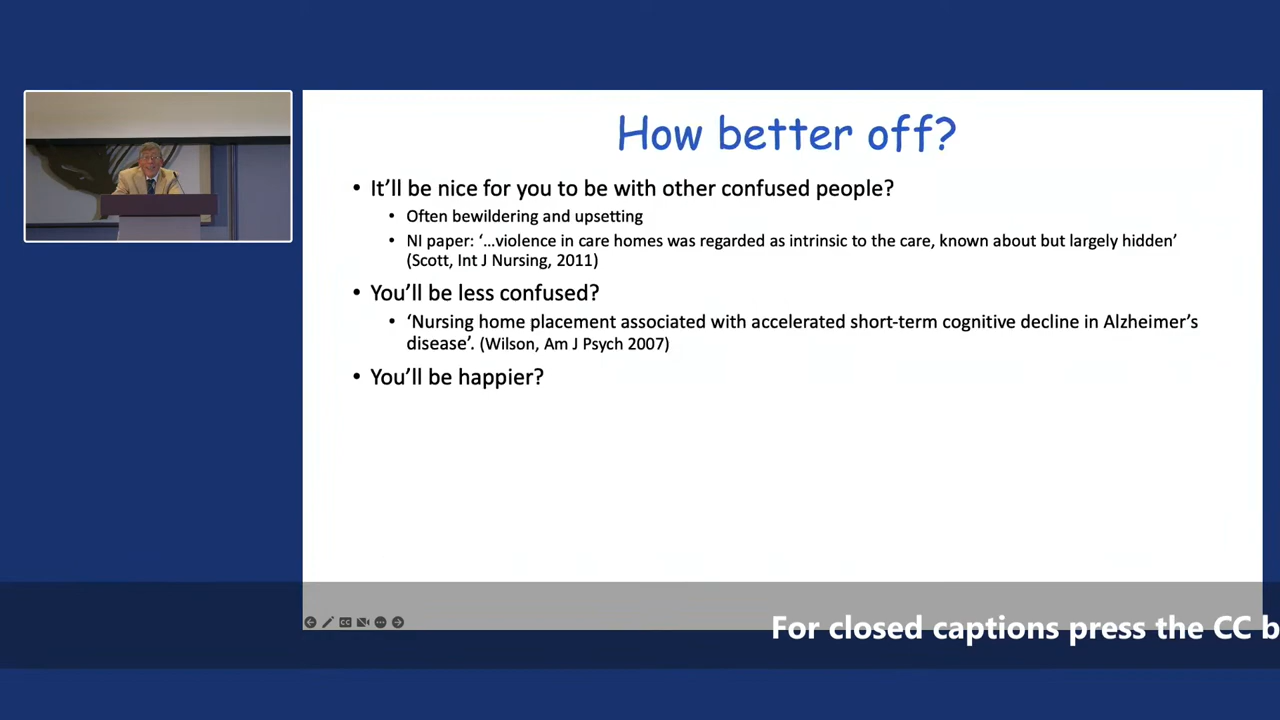 How better off?
• It’ll be nice for you to be with other confused people?
• Often bewildering and upsetting
• NI paper: ‘…violence in care homes was regarded as intrinsic to the care, known about but largely hidden’
(Scott, Int J Nursing, 2011)
• You’ll be less confused?
• ‘Nursing home placement associated with accelerated short-term cognitive decline in Alzheimer’s
disease’. (Wilson, Am J Psych 2007)
• You’ll be happier?
For closed captions press the CC b